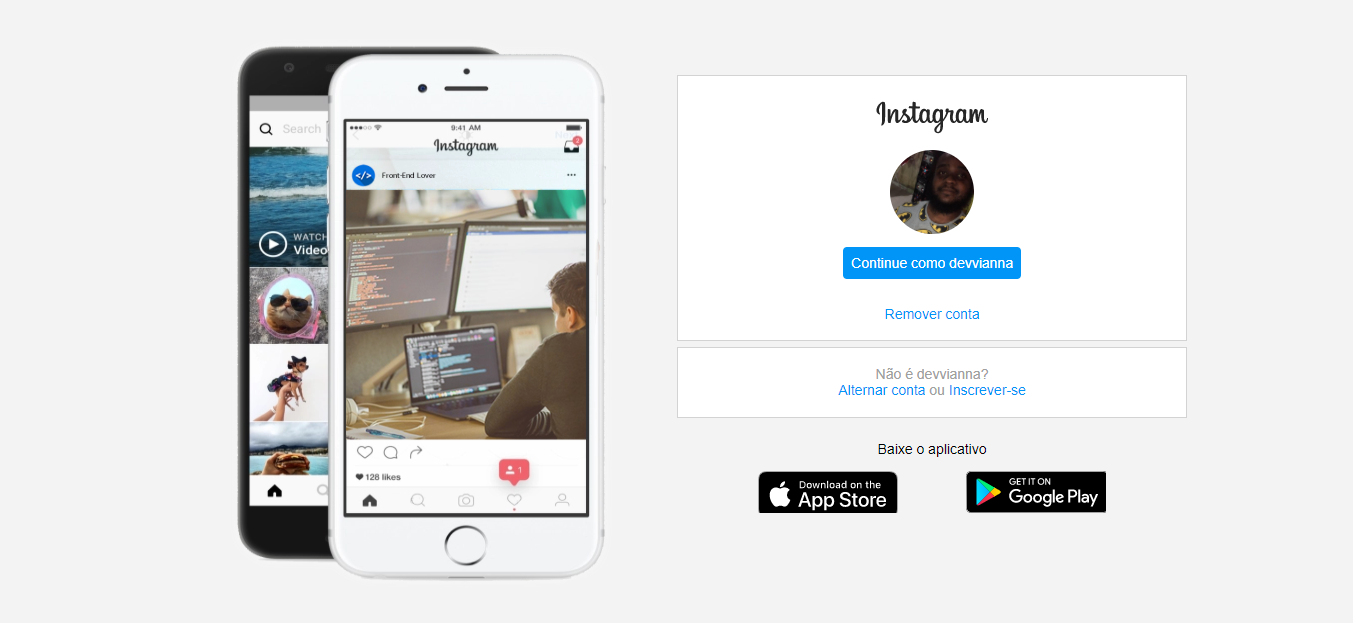 Search
WATCH
Video
9:41 AM
Instagram
2
</> Front-End Lover
128 likes
1
Instagram
Continue como devvianna
Remover conta
Não é devvianna?
Alternar conta ou Inscrever-se
Baixe o aplicativo
Download on the
App Store
GET IT ON
Google Play